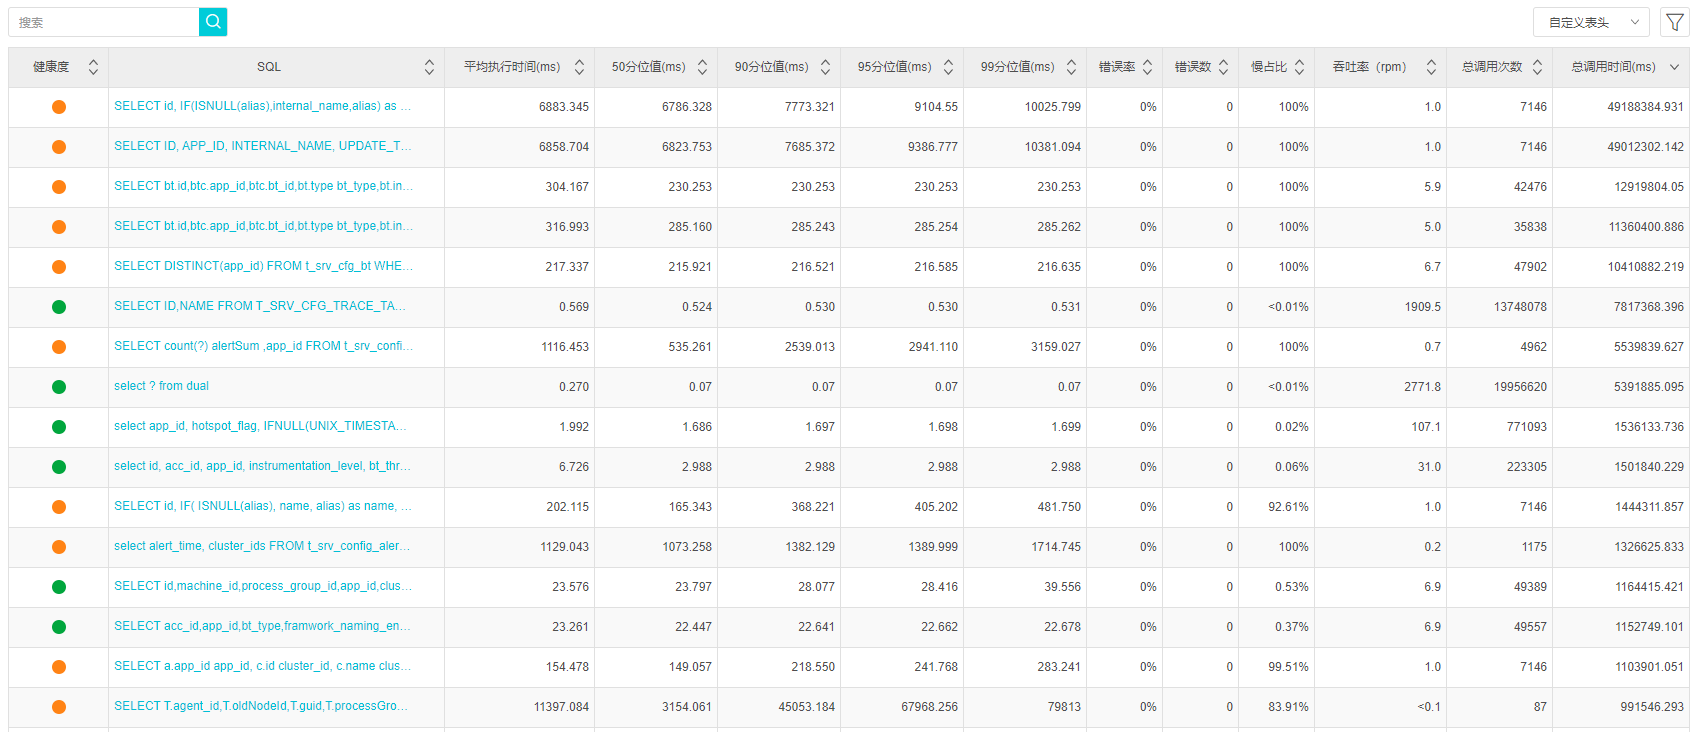 搜索
自定义表头
健康度 SQL 平均执行时间(ms) 50分位值(ms) 90分位值(ms) 95分位值(ms) 99分位值(ms) 错误率 错误数 慢占比 吞吐率（rpm） 总调用次数 总调用时间(ms)
SELECT id, IF(ISNULL(alias),internal_name,alias) as ... 6883.345 6786.328 7773.321 9104.55 10025.799 0% 0 100% 1.0 7146 49188384.931
SELECT ID, APP_ID, INTERNAL_NAME, UPDATE_T... 6858.704 6823.753 7685.372 9386.777 10381.094 0% 0 100% 1.0 7146 49012302.142
SELECT bt.id,btc.app_id,btc.bt_id,bt.type bt_type,bt.in... 304.167 230.253 230.253 230.253 230.253 0% 0 100% 5.9 42476 12919804.05
SELECT bt.id,btc.app_id,btc.bt_id,bt.type bt_type,bt.in... 316.993 285.160 285.243 285.254 285.262 0% 0 100% 5.0 35838 11360400.886
SELECT DISTINCT(app_id) FROM t_srv_cfg_bt WHE... 217.337 215.921 216.521 216.585 216.635 0% 0 100% 6.7 47902 10410882.219
SELECT ID,NAME FROM T_SRV_CFG_TRACE_TA... 0.569 0.524 0.530 0.530 0.531 0% 0 <0.01% 1909.5 13748078 7817368.396
SELECT count(?) alertSum ,app_id FROM t_srv_confi... 1116.453 535.261 2539.013 2941.110 3159.027 0% 0 100% 0.7 4962 5539839.627
select ? from dual 0.270 0.07 0.07 0.07 0.07 0% 0 <0.01% 2771.8 19956620 5391885.095
select app_id, hotspot_flag, IFNULL(UNIX_TIMESTA... 1.992 1.686 1.697 1.698 1.699 0% 0 0.02% 107.1 771093 1536133.736
select id, acc_id, app_id, instrumentation_level, bt_thr... 6.726 2.988 2.988 2.988 2.988 0% 0 0.06% 31.0 223305 1501840.229
SELECT id, IF( ISNULL(alias), name, alias) as name, ... 202.115 165.343 368.221 405.202 481.750 0% 0 92.61% 1.0 7146 1444311.857
select alert_time, cluster_ids FROM t_srv_config_aler... 1129.043 1073.258 1382.129 1389.999 1714.745 0% 0 100% 0.2 1175 1326625.833
SELECT id,machine_id,process_group_id,app_id,clus... 23.576 23.797 28.077 28.416 39.556 0% 0 0.53% 6.9 49389 1164415.421
SELECT acc_id,app_id,bt_type,framwork_naming_en... 23.261 22.447 22.641 22.662 22.678 0% 0 0.37% 6.9 49557 1152749.101
SELECT a.app_id app_id, c.id cluster_id, c.name clus... 154.478 149.057 218.550 241.768 283.241 0% 0 99.51% 1.0 7146 1103901.051
SELECT T.agent_id,T.oldNodeId,T.guid,T.processGro... 11397.084 3154.061 45053.184 67968.256 79813 0% 0 83.91% <0.1 87 991546.293